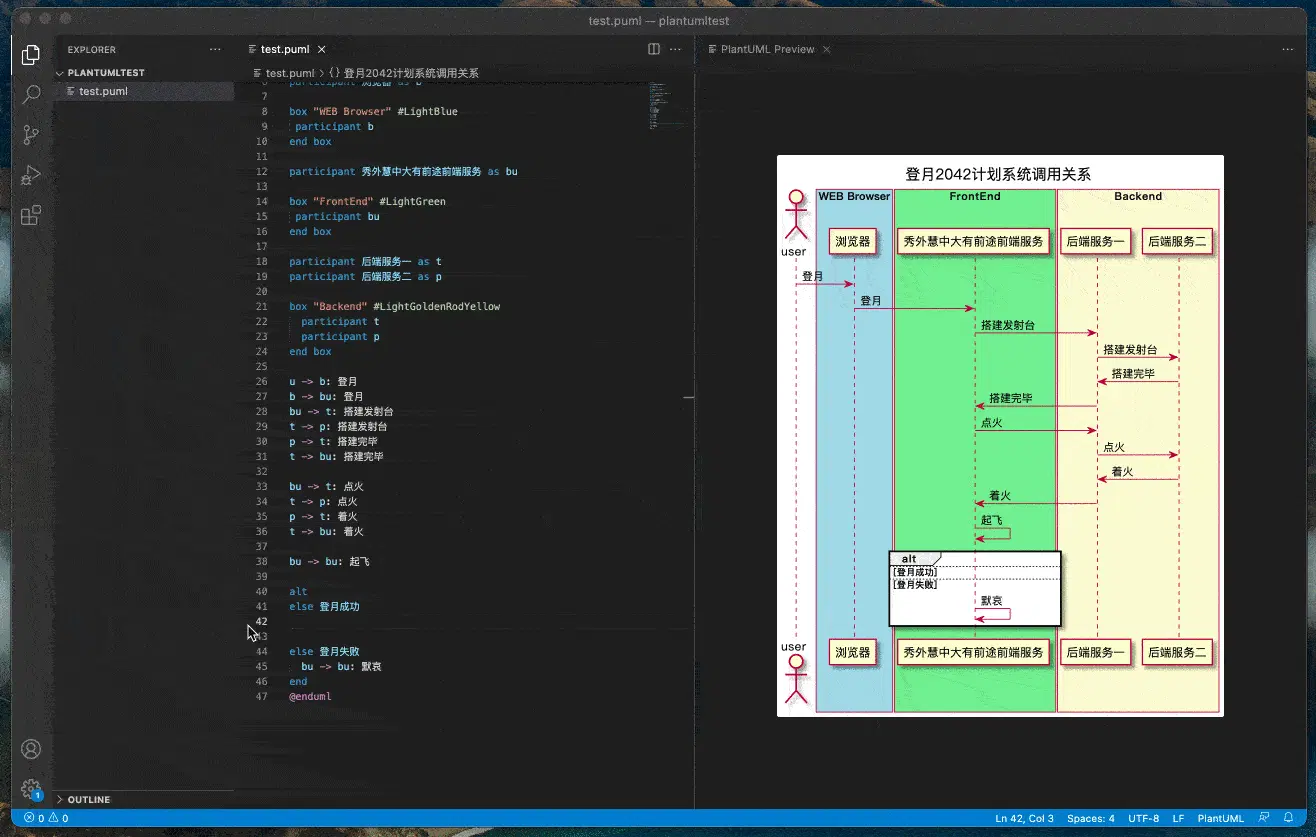 test.puml — plantumltest
EXPLORER
PLANTUMLTEST
test.puml
test.puml
test.puml > {} 登月2042计划系统调用关系
6 participant 浏览器 as b
7
8 box "WEB Browser" #LightBlue
9 participant b
10 end box
11
12 participant 秀外慧中大有前途前端服务 as bu
13
14 box "FrontEnd" #LightGreen
15 participant bu
16 end box
17
18 participant 后端服务一 as t
19 participant 后端服务二 as p
20
21 box "Backend" #LightGoldenRodYellow
22 participant t
23 participant p
24 end box
25
26 u -> b: 登月
27 b -> bu: 登月
28 bu -> t: 搭建发射台
29 t -> p: 搭建发射台
30 p -> t: 搭建完毕
31 t -> bu: 搭建完毕
32
33 bu -> t: 点火
34 t -> p: 点火
35 p -> t: 着火
36 t -> bu: 着火
37
38 bu -> bu: 起飞
39
40 alt
41 else 登月成功
42
43
44 else 登月失败
45 bu -> bu: 默哀
46 end
47 @enduml
OUTLINE
PlantUML Preview
登月2042计划系统调用关系
WEB Browser FrontEnd Backend
user
浏览器 秀外慧中大有前途前端服务 后端服务一 后端服务二
登月
登月
搭建发射台
搭建发射台
搭建完毕
搭建完毕
点火
点火
着火
着火
起飞
alt
[登月成功]
[登月失败]
默哀
user
浏览器 秀外慧中大有前途前端服务 后端服务一 后端服务二
1
0 0
Ln 42, Col 3 Spaces: 4 UTF-8 LF PlantUML